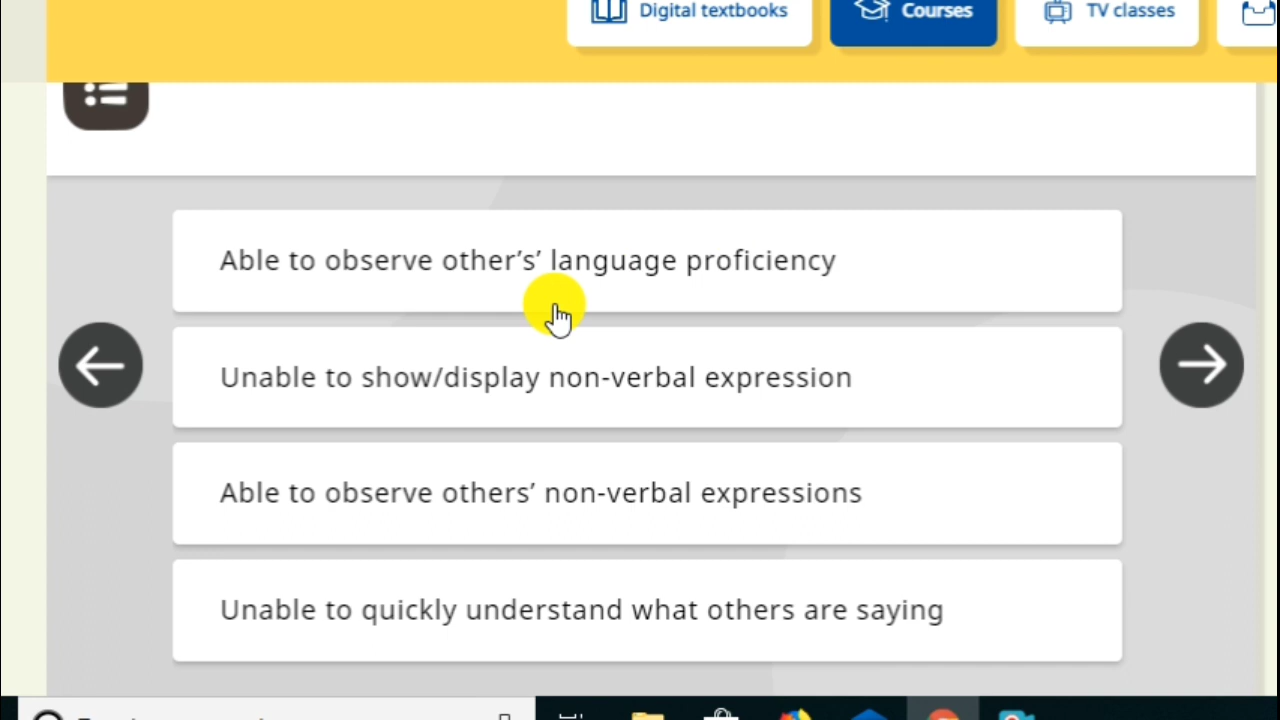 Digital textbooks
Courses
TV classes
Able to observe other’s’ language proficiency
Unable to show/display non-verbal expression
Able to observe others’ non-verbal expressions
Unable to quickly understand what others are saying